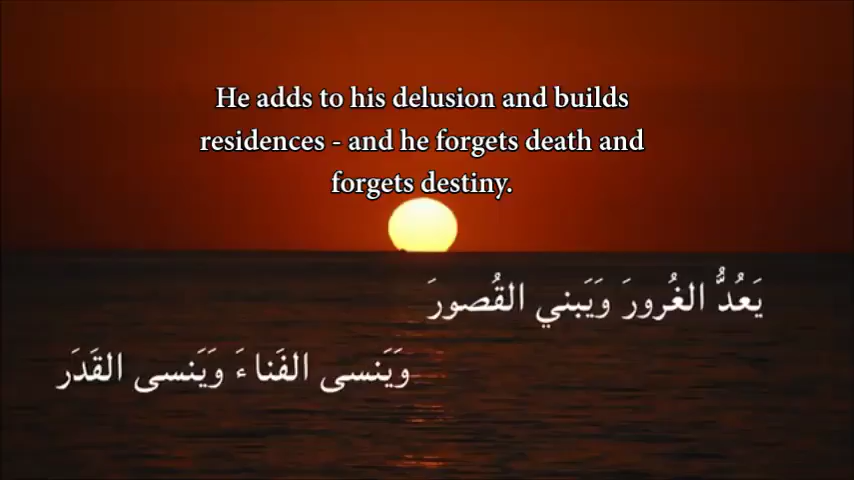 He adds to his delusion and builds
residences - and he forgets death and
forgets destiny.
يَعُدُّ الغُرورَ وَيَبني القُصورَ
وَيَنسى الفَناءَ وَيَنسى القَدَر